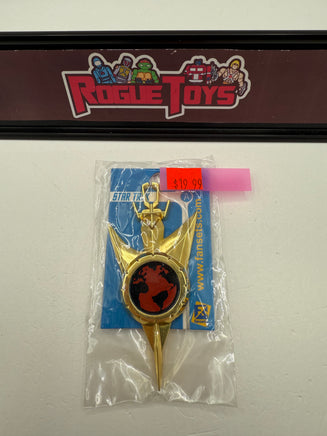 ROGUE TOYS
STAR TREK
$19.99
www.fansets.com